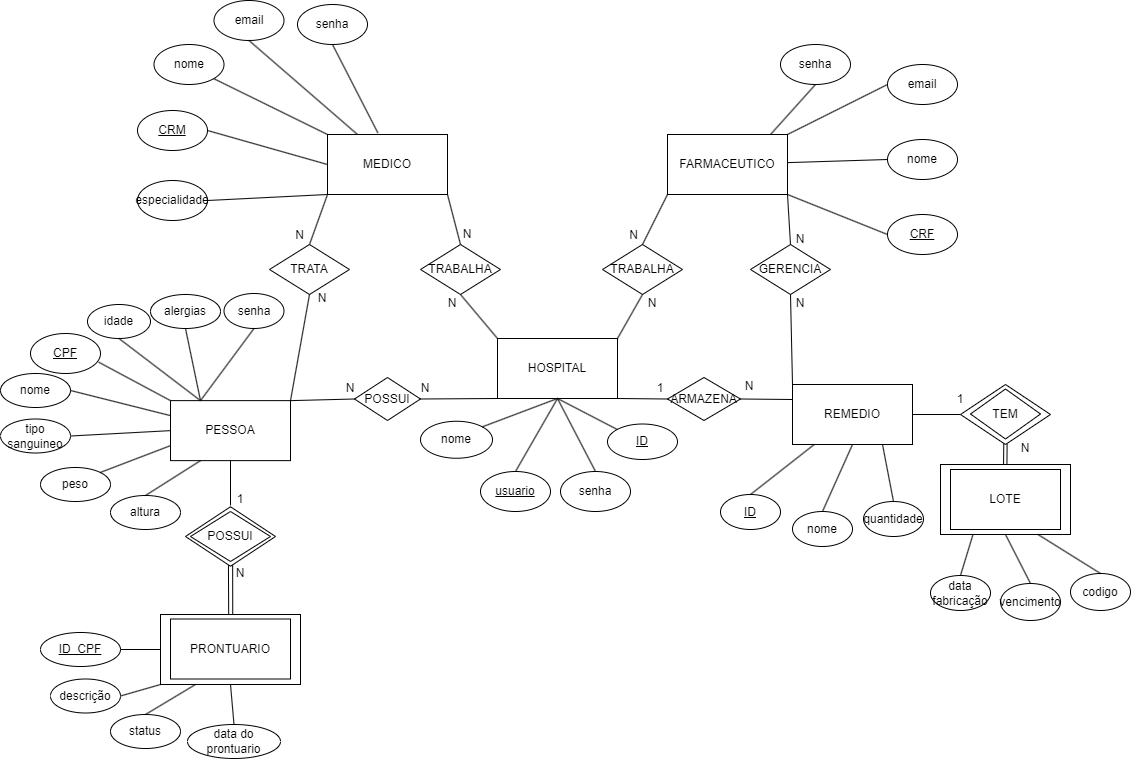 email
senha
nome
senha
email
CRM
MEDICO
FARMACEUTICO
nome
especialidade
CRF
N
N
N
N
TRATA
TRABALHA
TRABALHA
GERENCIA
N
N
N
N
idade
alergias
senha
CPF
HOSPITAL
nome
N
POSSUI
N
1
ARMAZENA
N
1
TEM
REMEDIO
tipo
sanguineo
PESSOA
nome
ID
N
peso
usuario
senha
LOTE
altura
1
ID
nome
quantidade
POSSUI
N
data
fabricação
vencimento
codigo
ID_CPF
PRONTUARIO
descrição
status
data do
prontuario